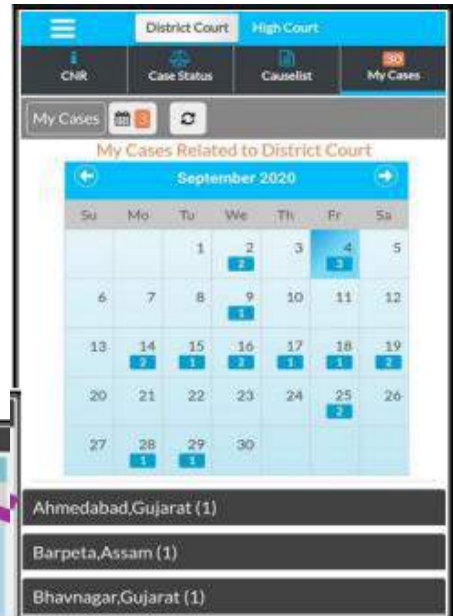 District Court High Court
CNR Case Status Causelist 30 My Cases
My Cases 3
My Cases Related to District Court
September 2020
Su Mo Tu We Th Fr Sa
1 2 3 4 5
2 3
6 7 8 9 10 11 12
1
13 14 15 16 17 18 19
2 1 2 1 1 2
20 21 22 23 24 25 26
2
27 28 29 30
1 1
Ahmedabad,Gujarat (1)
Barpeta,Assam (1)
Bhavnagar,Gujarat (1)